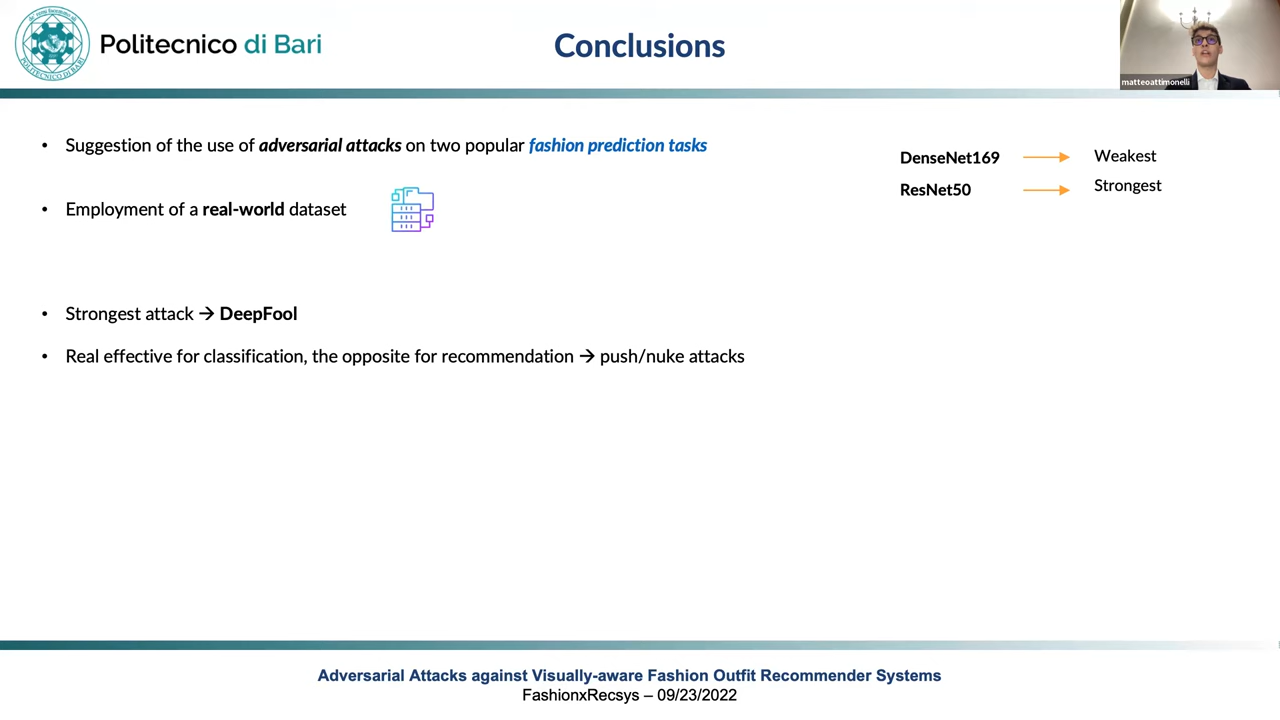 Politecnico di Bari
Conclusions
matteoattimonelli
• Suggestion of the use of adversarial attacks on two popular fashion prediction tasks
• Employment of a real-world dataset
DenseNet169 Weakest
ResNet50 Strongest
• Strongest attack → DeepFool
• Real effective for classification, the opposite for recommendation → push/nuke attacks
Adversarial Attacks against Visually-aware Fashion Outfit Recommender Systems
FashionxRecsys – 09/23/2022